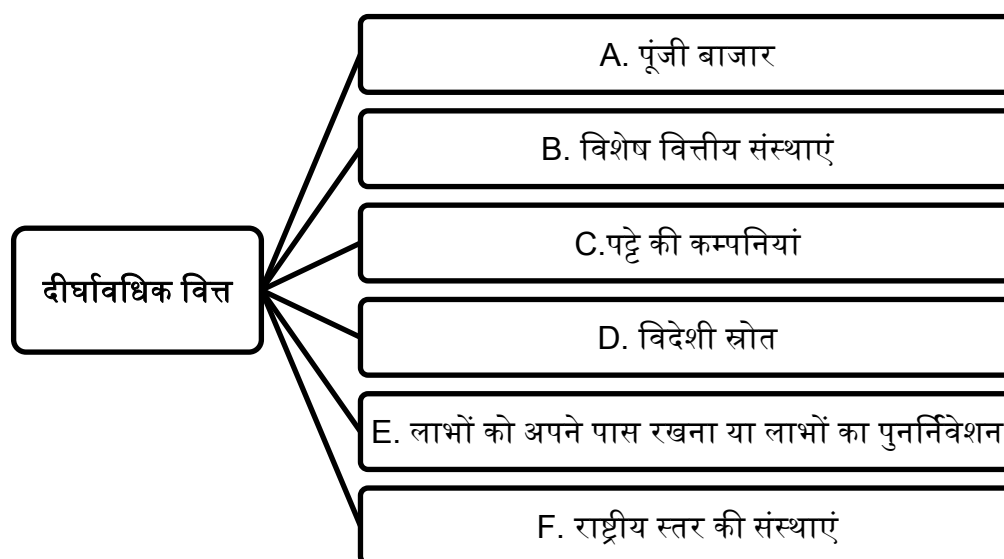 दीर्घावधिक वित्त
A. पूंजी बाजार
B. विशेष वित्तीय संस्थाएं
C.पट्टे की कम्पनियां
D. विदेशी स्रोत
E. लाभों को अपने पास रखना या लाभों का पुनर्निवेशन
F. राष्ट्रीय स्तर की संस्थाएं